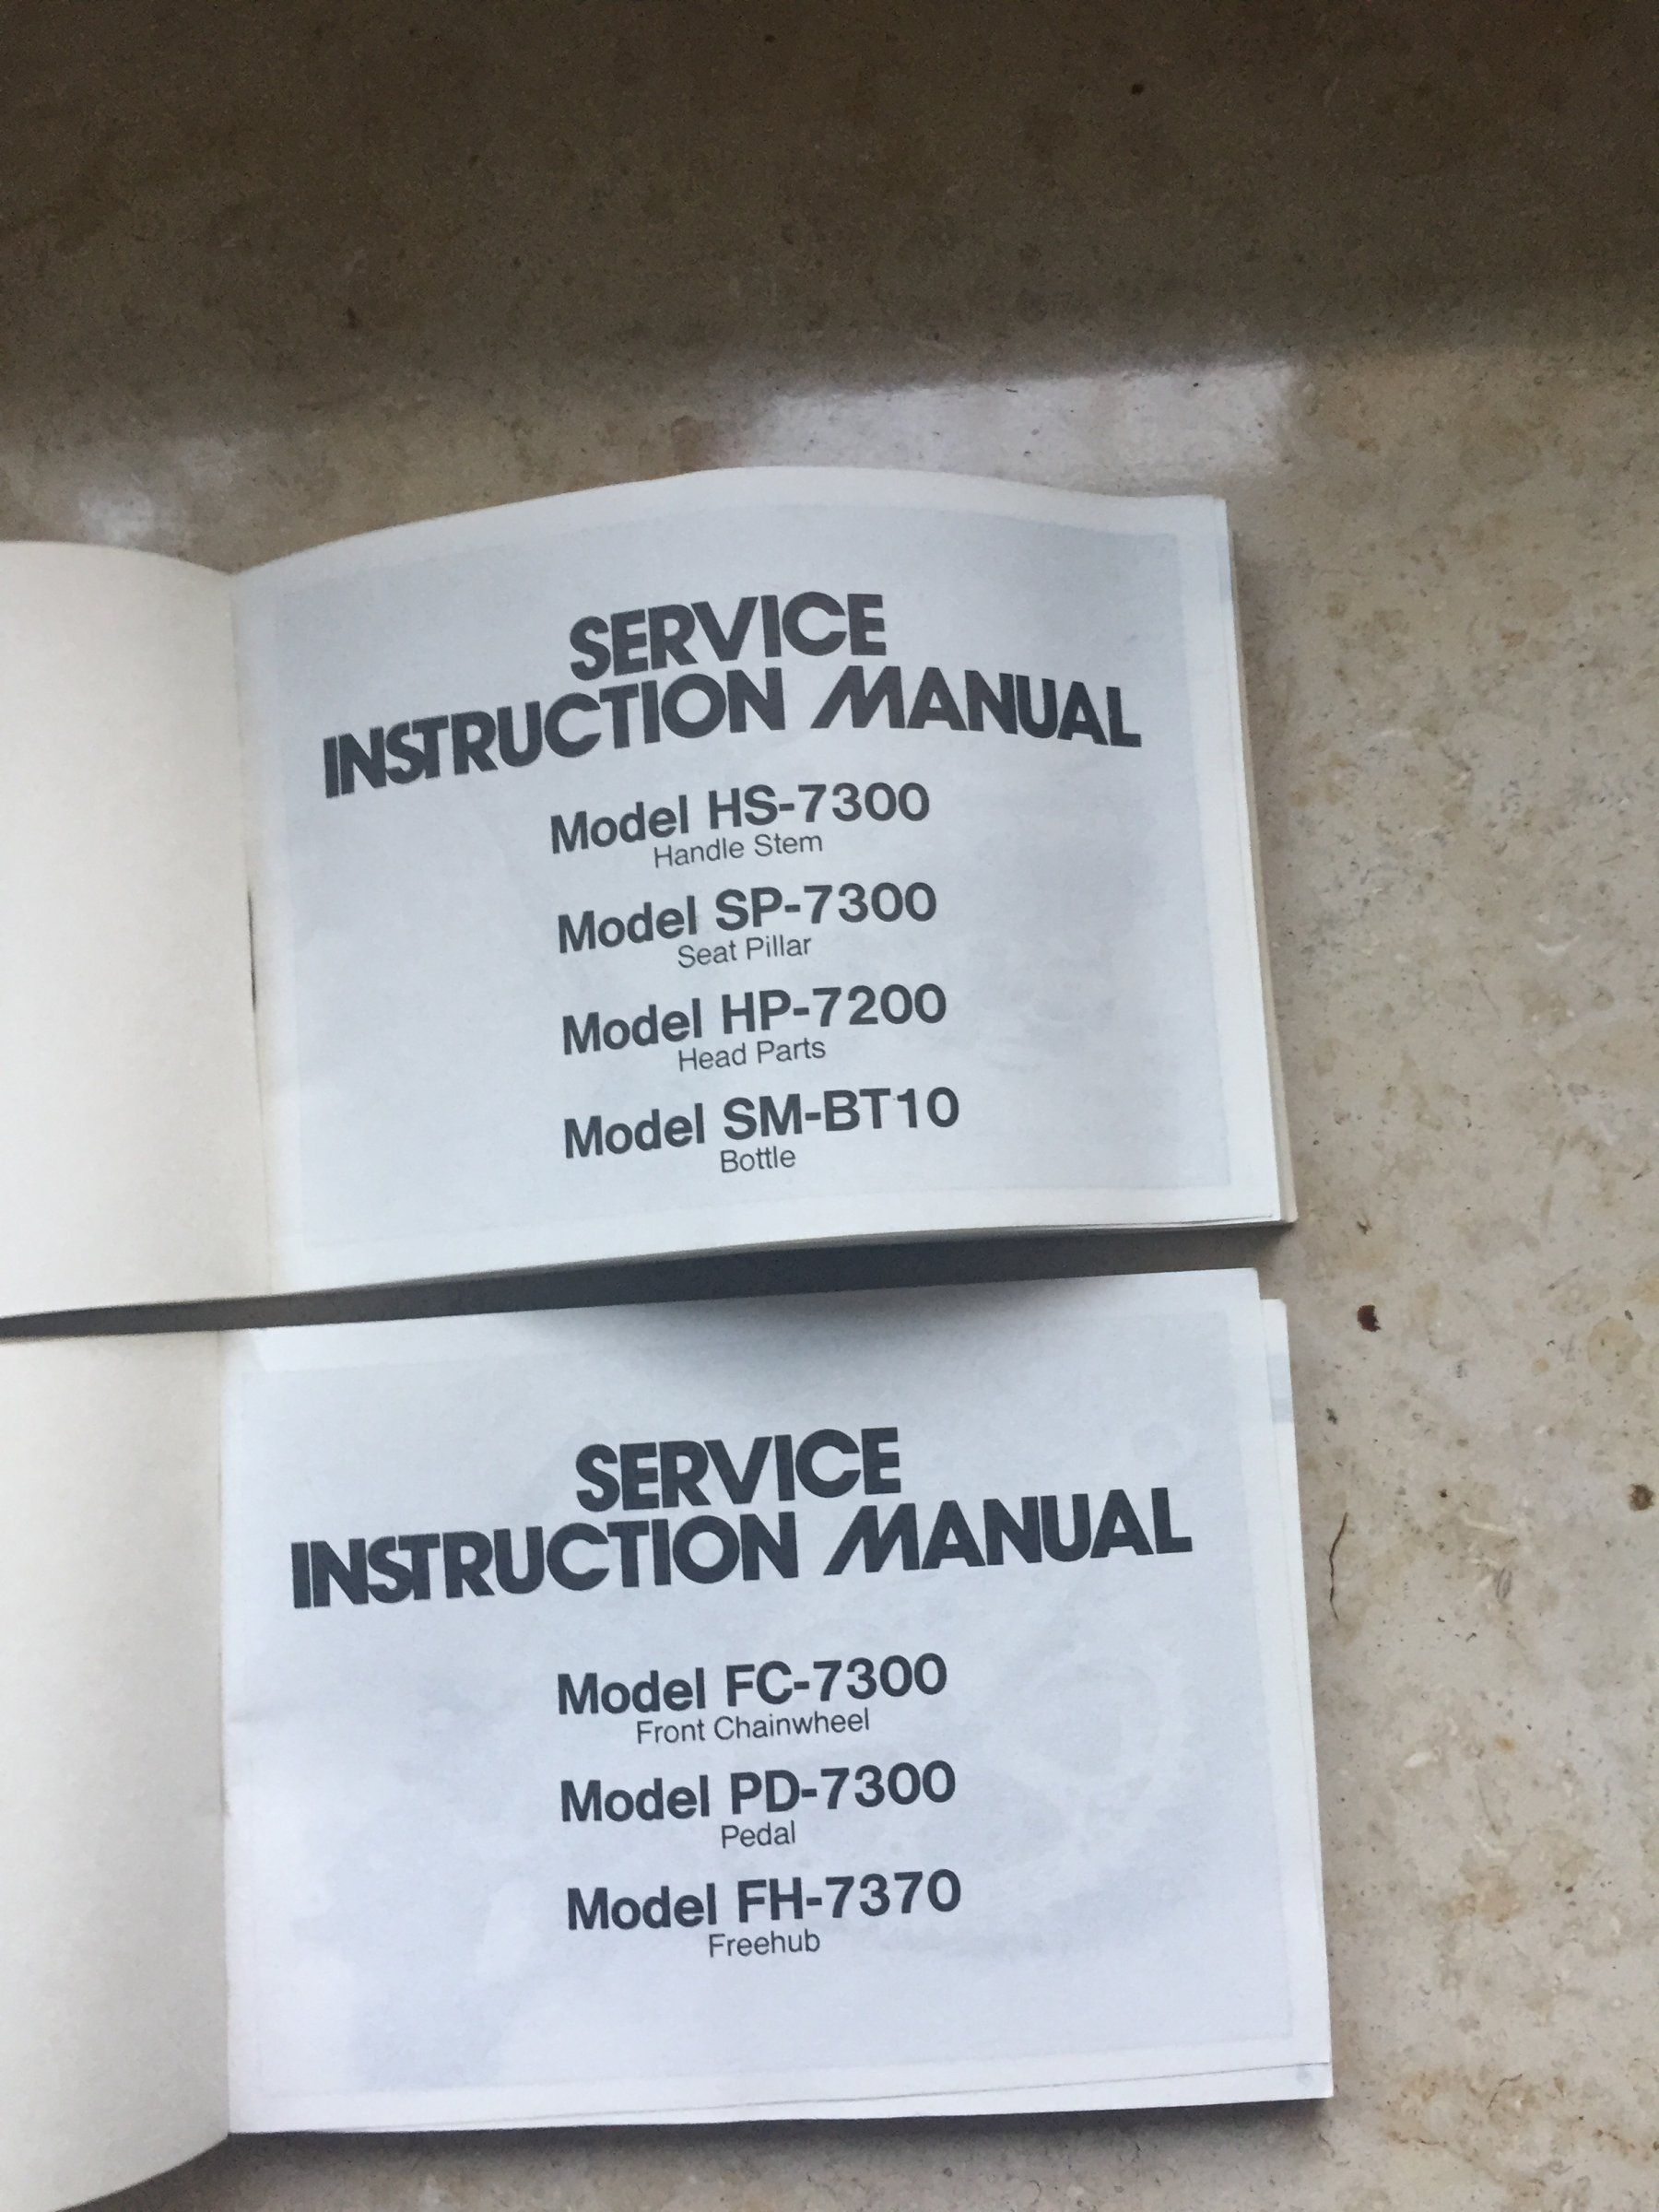 SERVICE
INSTRUCTION MANUAL
Model HS-7300
Handle Stem
Model SP-7300
Seat Pillar
Model HP-7200
Head Parts
Model SM-BT10
Bottle
SERVICE
INSTRUCTION MANUAL
Model FC-7300
Front Chainwheel
Model PD-7300
Pedal
Model FH-7370
Freehub